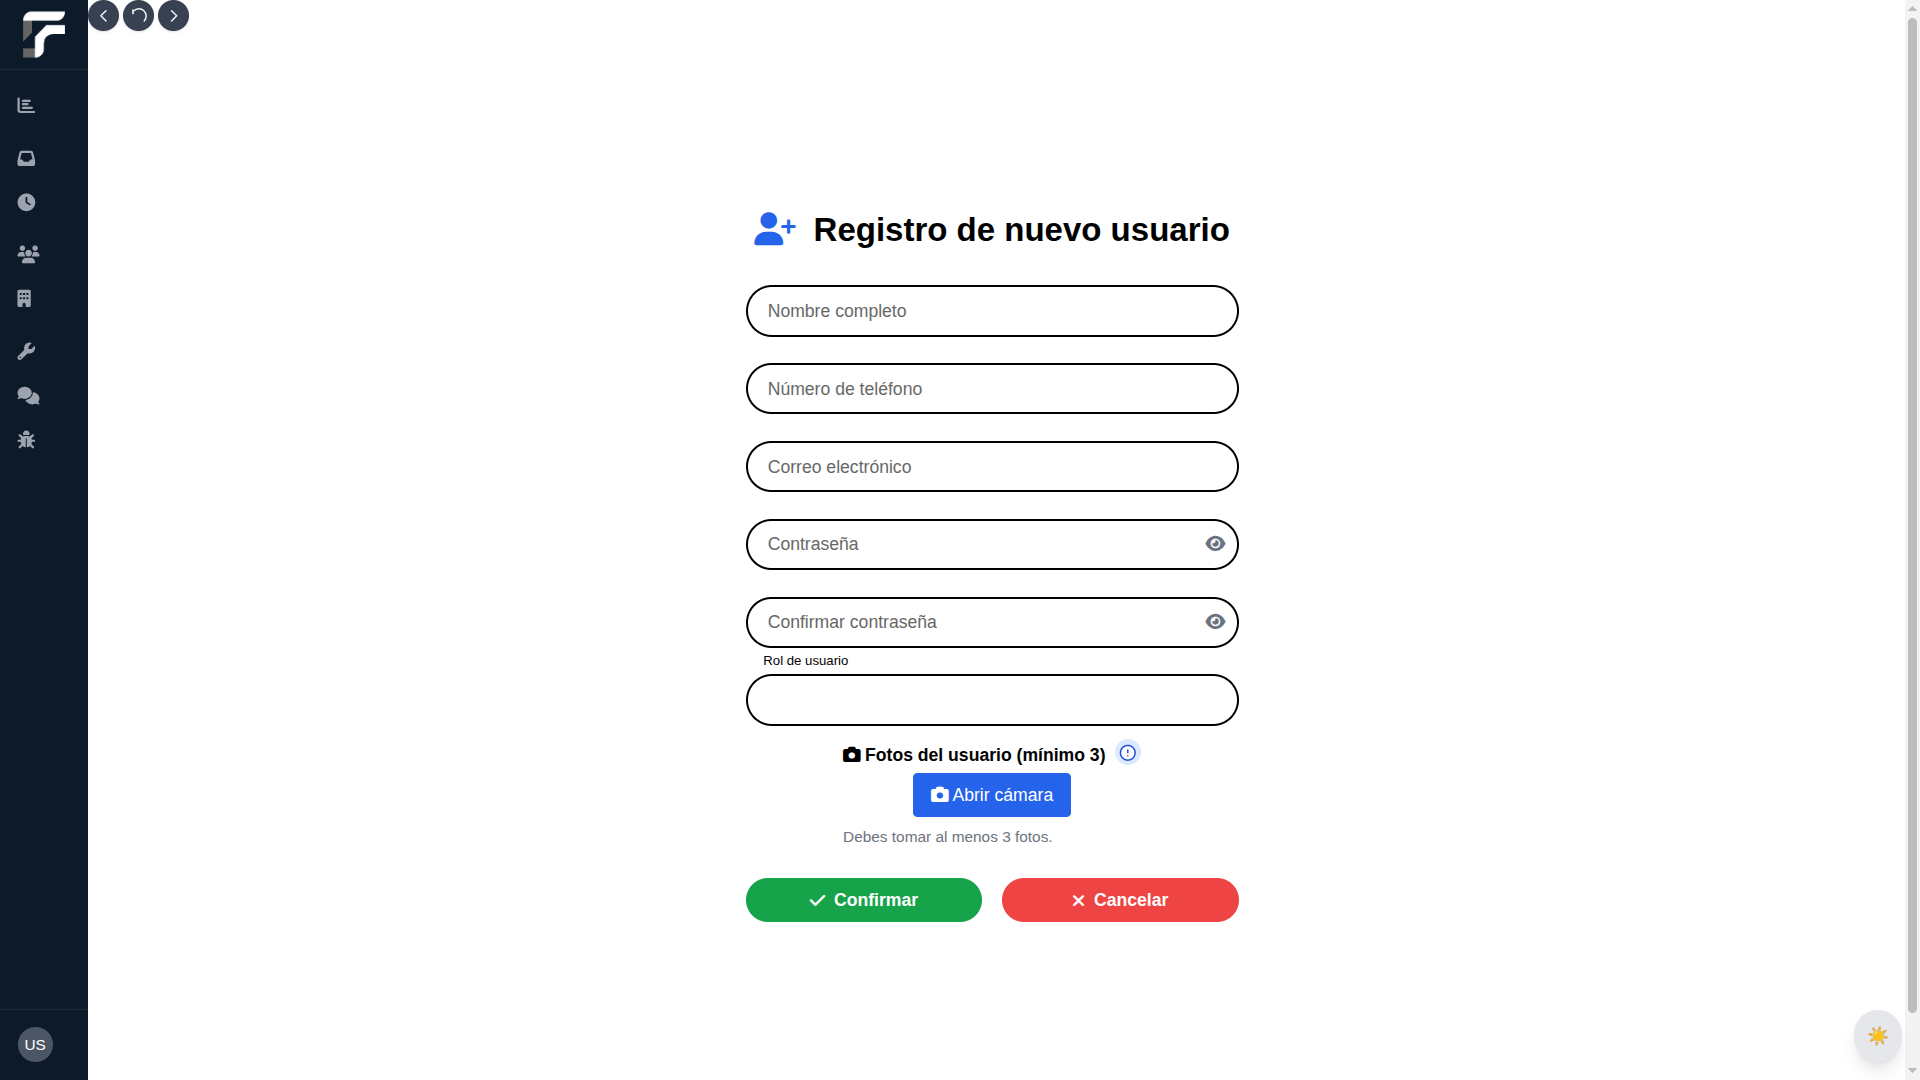 Registro de nuevo usuario
Nombre completo
Número de teléfono
Correo electrónico
Contraseña
Confirmar contraseña
Rol de usuario
Fotos del usuario (mínimo 3)
Abrir cámara
Debes tomar al menos 3 fotos.
Confirmar
Cancelar
US